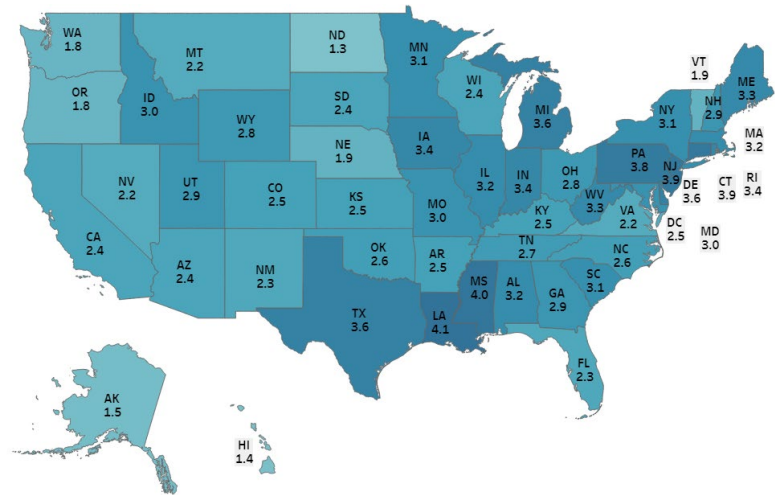 WA
1.8
OR
1.8
CA
2.4
NV
2.2
ID
3.0
MT
2.2
WY
2.8
UT
2.9
AZ
2.4
CO
2.5
NM
2.3
ND
1.3
SD
2.4
NE
1.9
KS
2.5
OK
2.6
TX
3.6
MN
3.1
IA
3.4
MO
3.0
AR
2.5
LA
4.1
WI
2.4
IL
3.2
MI
3.6
IN
3.4
OH
2.8
KY
2.5
TN
2.7
MS
4.0
AL
3.2
GA
2.9
FL
2.3
SC
3.1
NC
2.6
VA
2.2
WV
3.3
PA
3.8
NY
3.1
NJ
3.9
VT
1.9
NH
2.9
ME
3.3
MA
3.2
RI
3.4
CT
3.9
DE
3.6
DC
2.5
MD
3.0
AK
1.5
HI
1.4